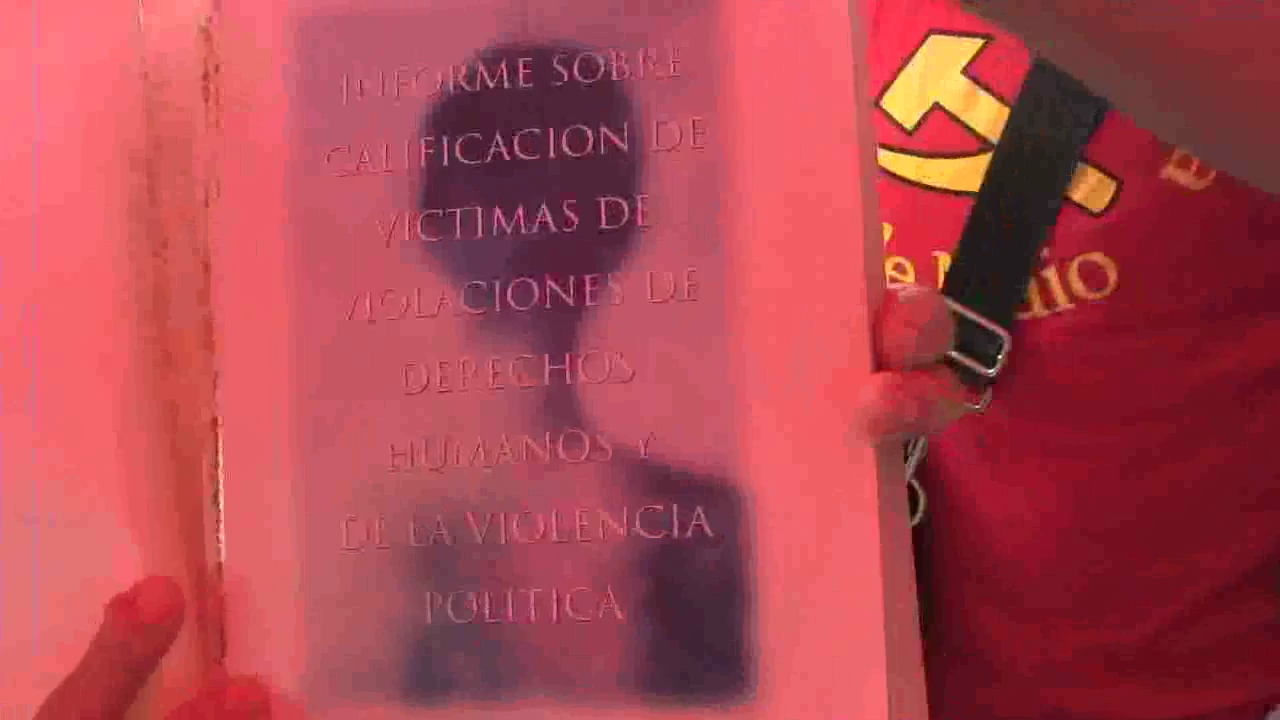 INFORME SOBRE
CALIFICACION DE
VICTIMAS DE
VIOLACIONES DE
DERECHOS
HUMANOS Y
DE LA VIOLENCIA
POLITICA